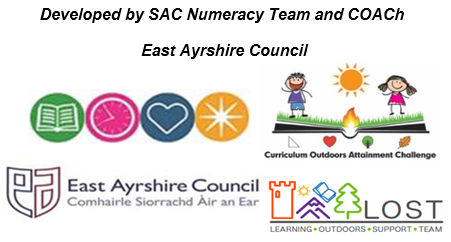 Developed by SAC Numeracy Team and COACh
East Ayrshire Council
Curriculum Outdoors Attainment Challenge
East Ayrshire Council
Comhairle Siorrachd Àir an Ear
LOST
LEARNING • OUTDOORS • SUPPORT • TEAM